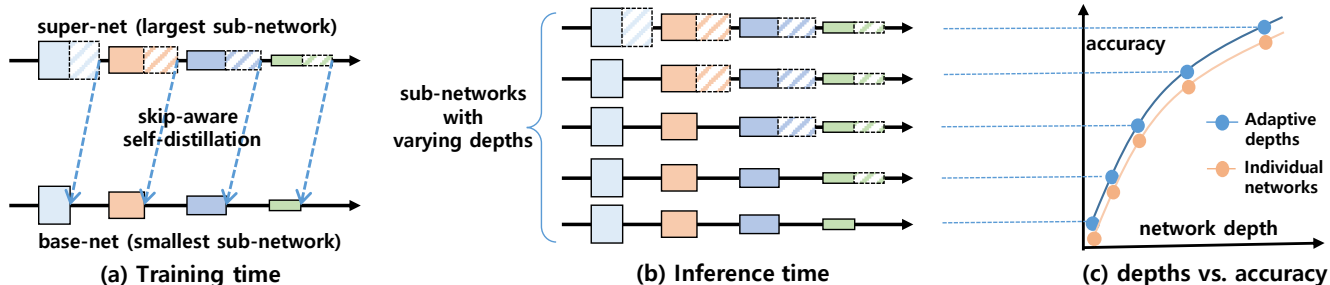 super-net (largest sub-network)
skip-aware
self-distillation
base-net (smallest sub-network)
(a) Training time
sub-networks
with
varying depths
(b) Inference time
accuracy
Adaptive
depths
Individual
networks
network depth
(c) depths vs. accuracy